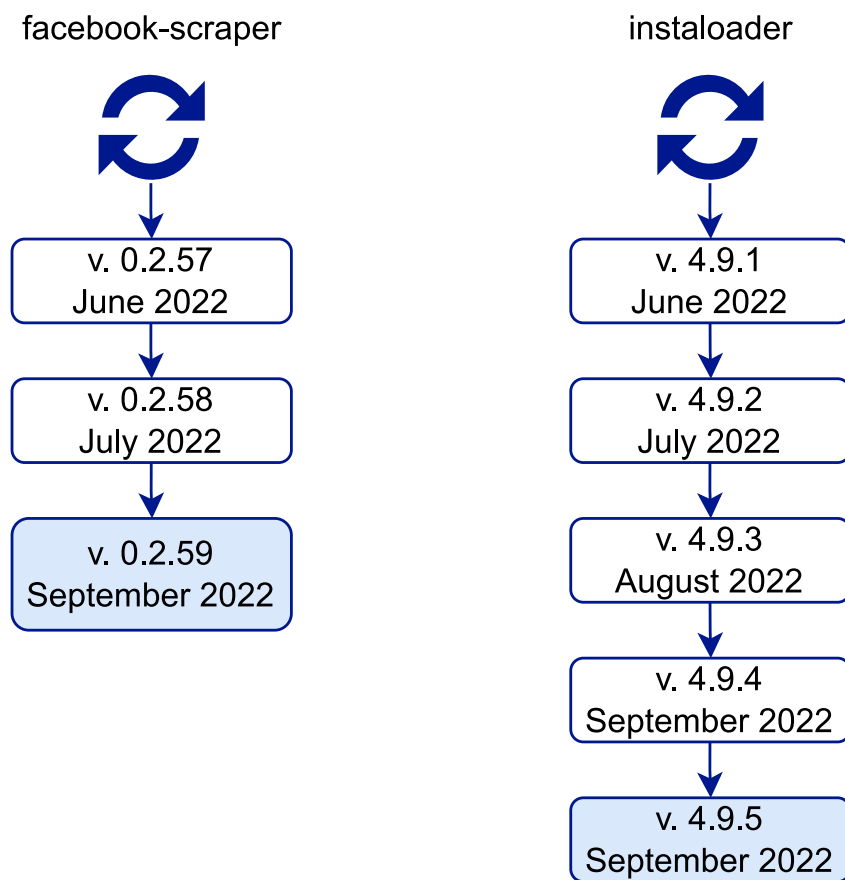 facebook-scraper
v. 0.2.57
June 2022
v. 0.2.58
July 2022
v. 0.2.59
September 2022
instaloader
v. 4.9.1
June 2022
v. 4.9.2
July 2022
v. 4.9.3
August 2022
v. 4.9.4
September 2022
v. 4.9.5
September 2022